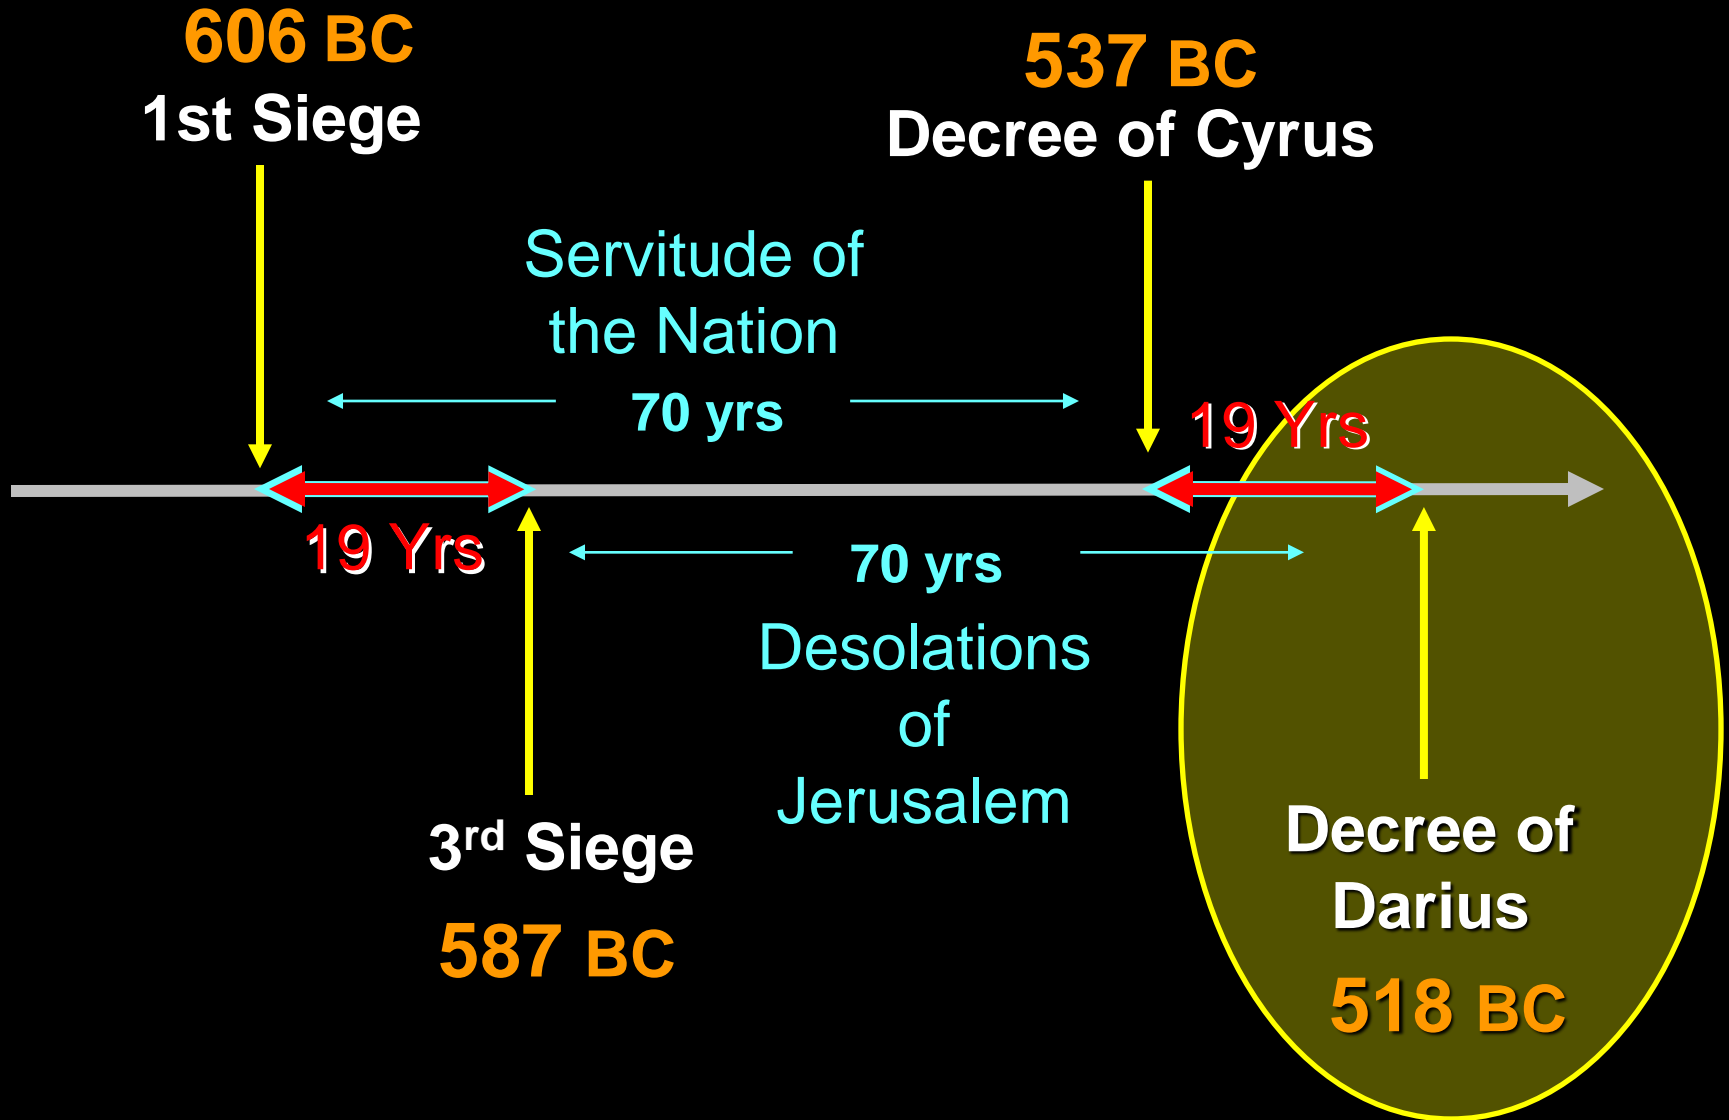 606 BC
1st Siege
537 BC
Decree of Cyrus
Servitude of
the Nation
70 yrs
19 Yrs
19 Yrs
70 yrs
Desolations
of
Jerusalem
3rd Siege
587 BC
Decree of
Darius
518 BC